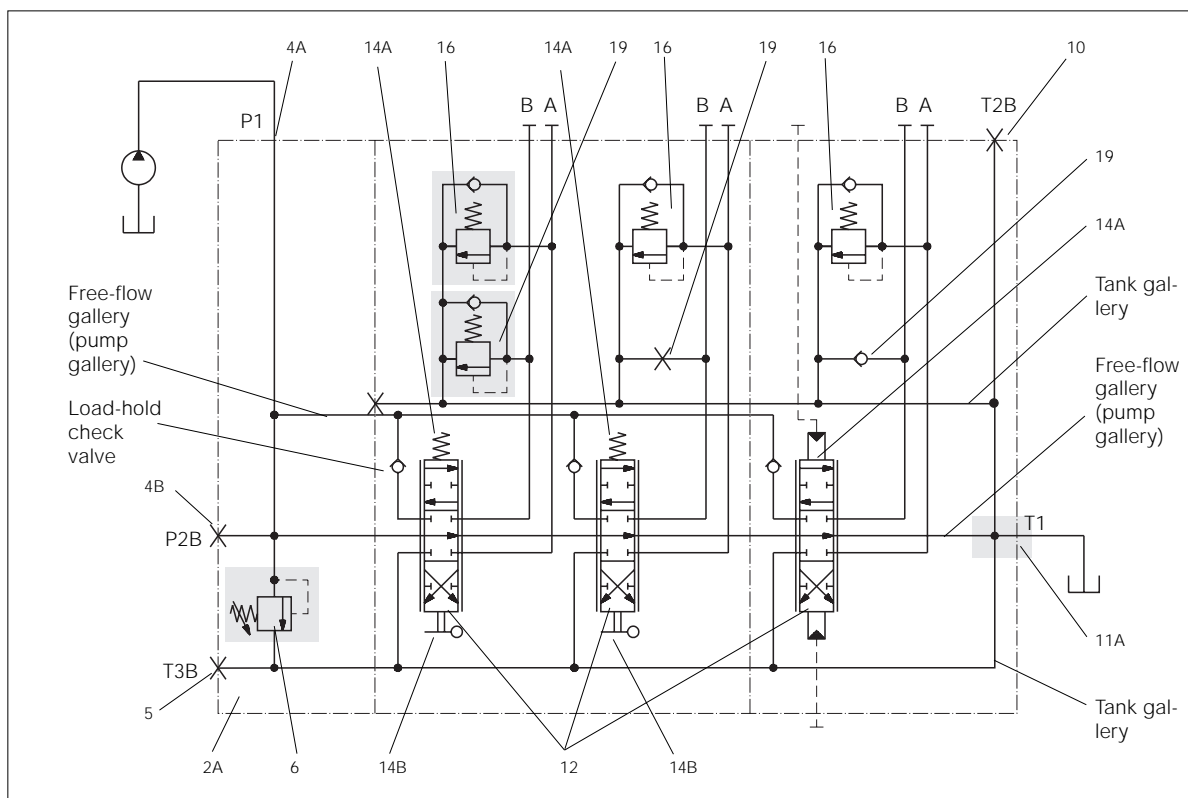 4A
14A
16
14A
19
16
19
16
10
P1
B A
B A
B A
T2B
19
14A
Tank gal-
lery
Free-flow
gallery
(pump
gallery)
Free-flow
gallery
(pump
gallery)
Load-hold
check
valve
4B
P2B
T1
11A
T3B
5
Tank gal-
lery
2A
6
14B
12
14B